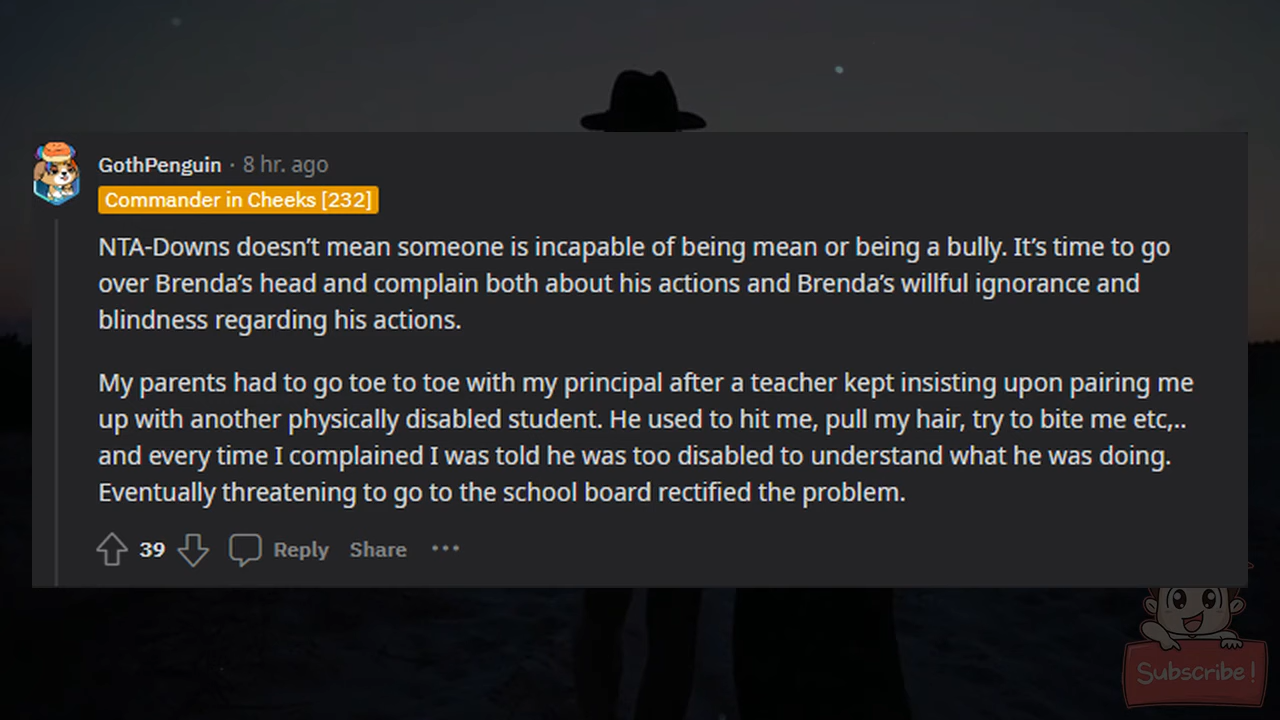 GothPenguin · 8 hr. ago
Commander in Cheeks [232]
NTA-Downs doesn’t mean someone is incapable of being mean or being a bully. It’s time to go
over Brenda’s head and complain both about his actions and Brenda’s willful ignorance and
blindness regarding his actions.
My parents had to go toe to toe with my principal after a teacher kept insisting upon pairing me
up with another physically disabled student. He used to hit me, pull my hair, try to bite me etc,..
and every time I complained I was told he was too disabled to understand what he was doing.
Eventually threatening to go to the school board rectified the problem.
39 Reply Share ···
Subscribe!